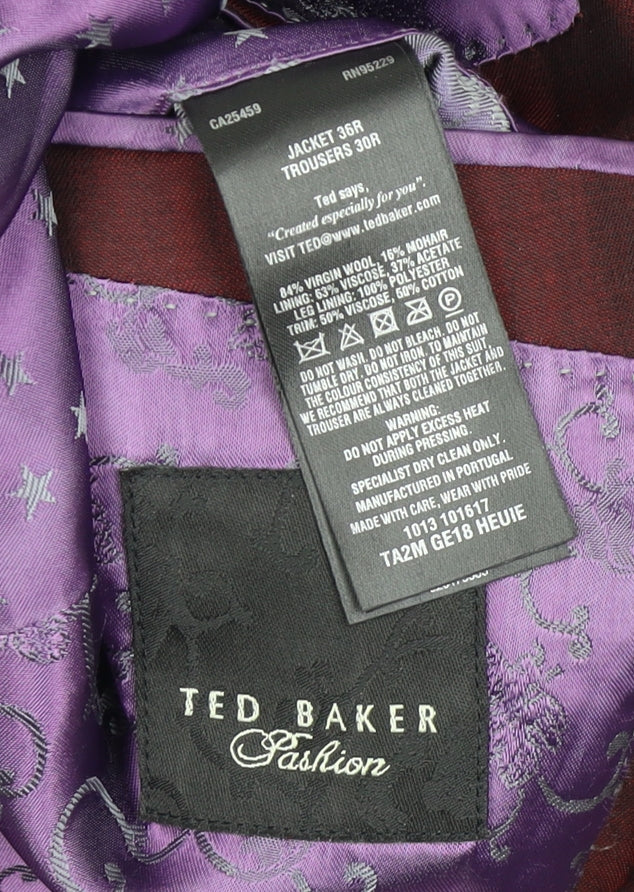 CA25459 RN95229
JACKET 36R
TROUSERS 30R
Ted says,
"Created especially for you".
VISIT TED@www.tedbaker.com
84% VIRGIN WOOL, 16% MOHAIR
LINING: 63% VISCOSE, 37% ACETATE
LEG LINING: 100% POLYESTER
TRIM: 50% VISCOSE, 50% COTTON
P
DO NOT WASH. DO NOT BLEACH. DO NOT
TUMBLE DRY. DO NOT IRON. TO MAINTAIN
THE COLOUR CONSISTENCY OF THIS SUIT
WE RECOMMEND THAT BOTH THE JACKET AND
TROUSER ARE ALWAYS CLEANED TOGETHER.
WARNING:
DO NOT APPLY EXCESS HEAT
DURING PRESSING.
SPECIALIST DRY CLEAN ONLY.
MANUFACTURED IN PORTUGAL
MADE WITH CARE, WEAR WITH PRIDE
1013 101617
TA2M GE18 HEUIE
TED BAKER
Fashion